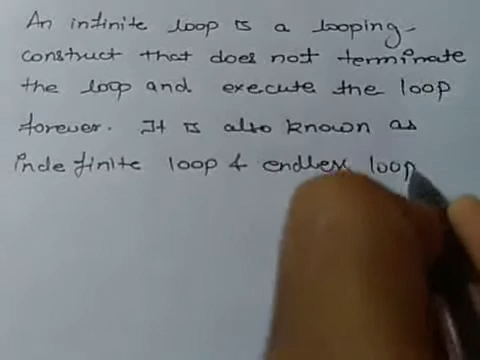 An infinite loop is a looping
construct that does not terminate
the loop and execute the loop
forever. It is also known as
indefinite loop & endless loop